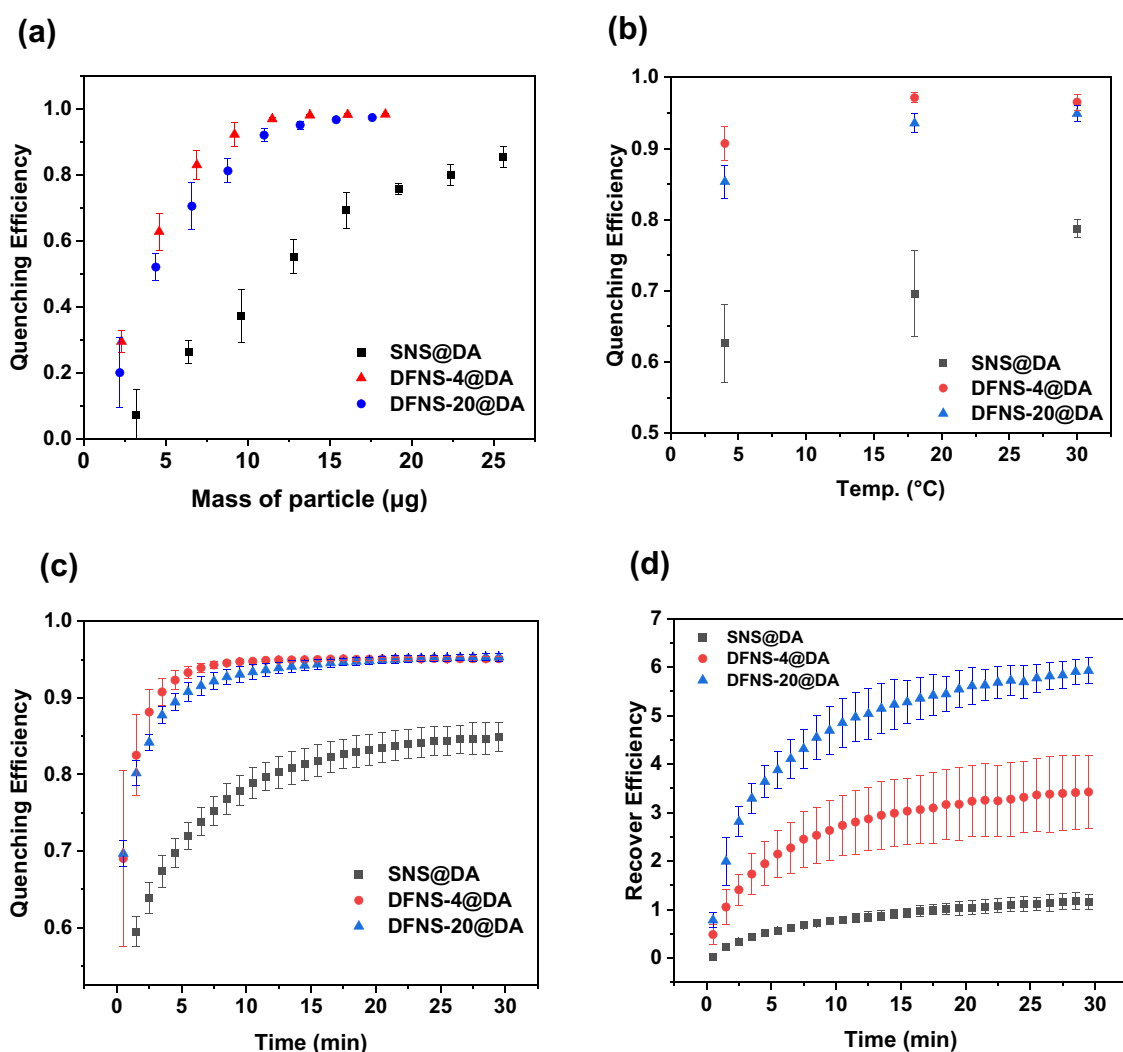 (a)
Quenching Efficiency
1.0
0.8
0.6
0.4
0.2
0.0
0
5
10
15
20
25
Mass of particle (μg)
SNS@DA
DFNS-4@DA
DFNS-20@DA
(b)
Quenching Efficiency
1.0
0.9
0.8
0.7
0.6
0.5
0
5
10
15
20
25
30
Temp. (°C)
SNS@DA
DFNS-4@DA
DFNS-20@DA
(c)
Quenching Efficiency
1.0
0.9
0.8
0.7
0.6
0
5
10
15
20
25
30
Time (min)
SNS@DA
DFNS-4@DA
DFNS-20@DA
(d)
Recover Efficiency
7
6
5
4
3
2
1
0
0
5
10
15
20
25
30
Time (min)
SNS@DA
DFNS-4@DA
DFNS-20@DA